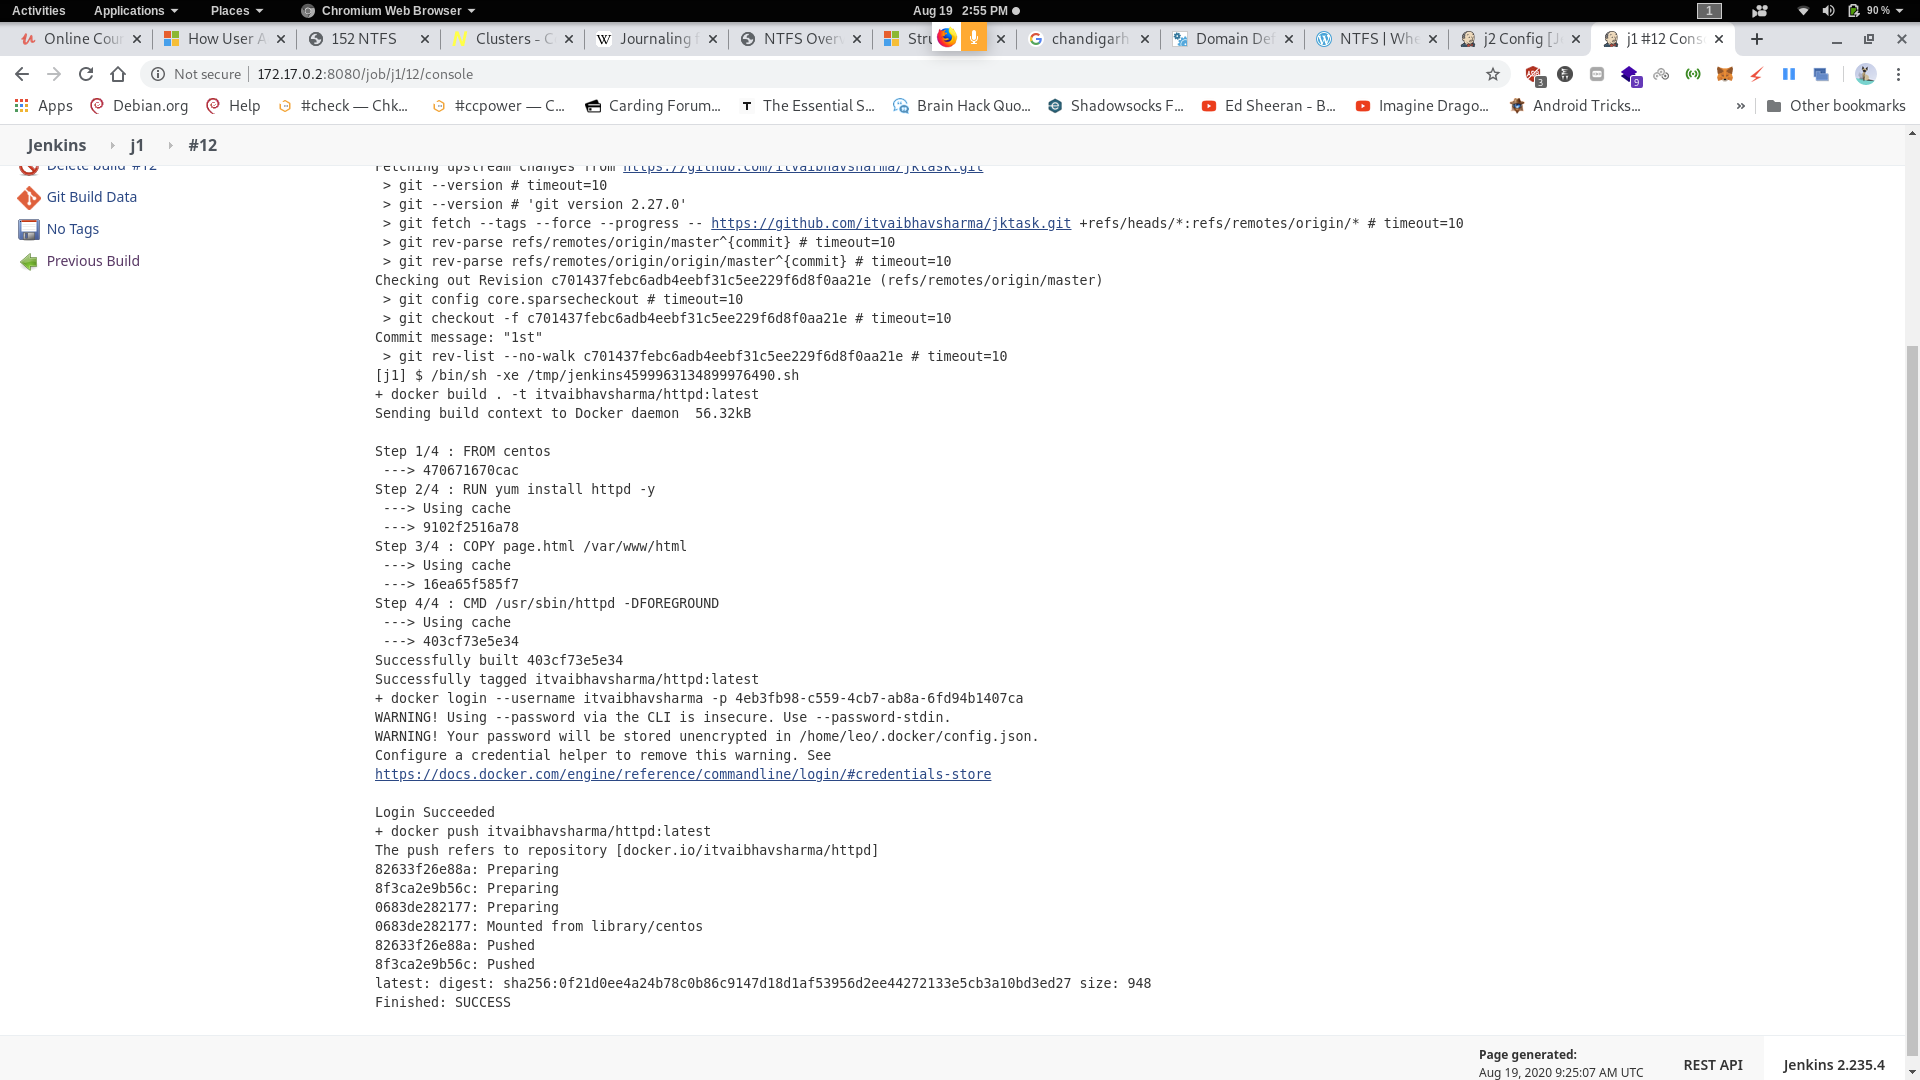 Activities Applications Places Chromium Web Browser Aug 19 2:55 PM 1 90 %
Online Cour How User A 152 NTFS Clusters - C Journaling f NTFS Over Stru chandigarh Domain Def NTFS | Whe j2 Config [J j1 #12 Cons
Not secure 172.17.0.2:8080/job/j1/12/console 3 9
Apps Debian.org Help #check — Chk... #ccpower — C... Carding Forum... The Essential S... Brain Hack Quo... Shadowsocks F... Ed Sheeran - B... Imagine Drago... Android Tricks... » Other bookmarks
Jenkins j1 #12
Delete build '#12'
Git Build Data
No Tags
Previous Build
Fetching upstream changes from https://github.com/itvaibhavsharma/jktask.git
> git --version # timeout=10
> git --version # 'git version 2.27.0'
> git fetch --tags --force --progress -- https://github.com/itvaibhavsharma/jktask.git +refs/heads/*:refs/remotes/origin/* # timeout=10
> git rev-parse refs/remotes/origin/master^{commit} # timeout=10
> git rev-parse refs/remotes/origin/origin/master^{commit} # timeout=10
Checking out Revision c701437febc6adb4eebf31c5ee229f6d8f0aa21e (refs/remotes/origin/master)
> git config core.sparsecheckout # timeout=10
> git checkout -f c701437febc6adb4eebf31c5ee229f6d8f0aa21e # timeout=10
Commit message: "1st"
> git rev-list --no-walk c701437febc6adb4eebf31c5ee229f6d8f0aa21e # timeout=10
[j1] $ /bin/sh -xe /tmp/jenkins4599963134899976490.sh
+ docker build . -t itvaibhavsharma/httpd:latest
Sending build context to Docker daemon  56.32kB
Step 1/4 : FROM centos
---> 470671670cac
Step 2/4 : RUN yum install httpd -y
---> Using cache
---> 9102f2516a78
Step 3/4 : COPY page.html /var/www/html
---> Using cache
---> 16ea65f585f7
Step 4/4 : CMD /usr/sbin/httpd -DFOREGROUND
---> Using cache
---> 403cf73e5e34
Successfully built 403cf73e5e34
Successfully tagged itvaibhavsharma/httpd:latest
+ docker login --username itvaibhavsharma -p 4eb3fb98-c559-4cb7-ab8a-6fd94b1407ca
WARNING! Using --password via the CLI is insecure. Use --password-stdin.
WARNING! Your password will be stored unencrypted in /home/leo/.docker/config.json.
Configure a credential helper to remove this warning. See
https://docs.docker.com/engine/reference/commandline/login/#credentials-store
Login Succeeded
+ docker push itvaibhavsharma/httpd:latest
The push refers to repository [docker.io/itvaibhavsharma/httpd]
82633f26e88a: Preparing
8f3ca2e9b56c: Preparing
0683de282177: Preparing
0683de282177: Mounted from library/centos
82633f26e88a: Pushed
8f3ca2e9b56c: Pushed
latest: digest: sha256:0f21d0ee4a24b78c0b86c9147d18d1af53956d2ee44272133e5cb3a10bd3ed27 size: 948
Finished: SUCCESS
Page generated:
Aug 19, 2020 9:25:07 AM UTC
REST API Jenkins 2.235.4